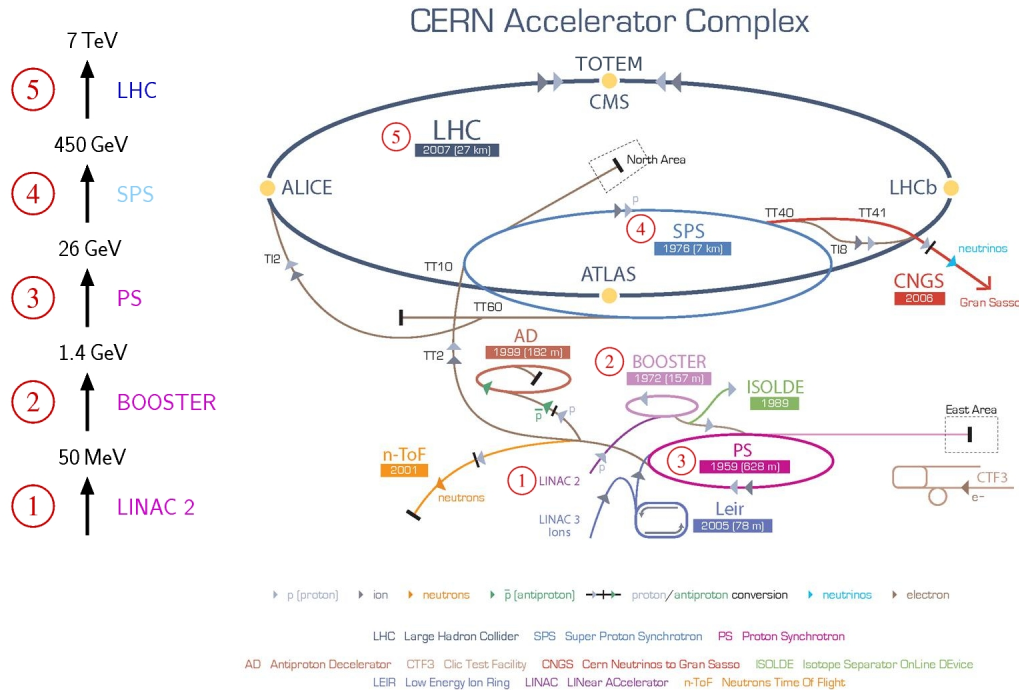 CERN Accelerator Complex
7 TeV
5
LHC
450 GeV
4
SPS
26 GeV
3
PS
1.4 GeV
2
BOOSTER
50 MeV
1
LINAC 2
TOTEM
CMS
5
LHC
2007 (27 km)
North Area
ALICE
LHCb
p
4
SPS
1976 (7 km)
TT40
TT41
TI8
neutrinos
CNGS
2006
Gran Sasso
TI2
TT10
ATLAS
TT60
TT2
AD
1999 (182 m)
2
BOOSTER
1972 (157 m)
ISOLDE
1989
p̅
p
East Area
n-ToF
2001
neutrons
1
LINAC 2
p
3
PS
1959 (628 m)
CTF3
e-
LINAC 3
Ions
Leir
2005 (78 m)
p (proton)
ion
neutrons
p̅ (antiproton)
proton/antiproton conversion
neutrinos
electron
LHC Large Hadron Collider SPS Super Proton Synchrotron PS Proton Synchrotron
AD Antiproton Decelerator CTF3 Clic Test Facility CNGS Cern Neutrinos to Gran Sasso ISOLDE Isotope Separator OnLine DEvice
LEIR Low Energy Ion Ring LINAC LINear ACcelerator n-ToF Neutrons Time Of Flight